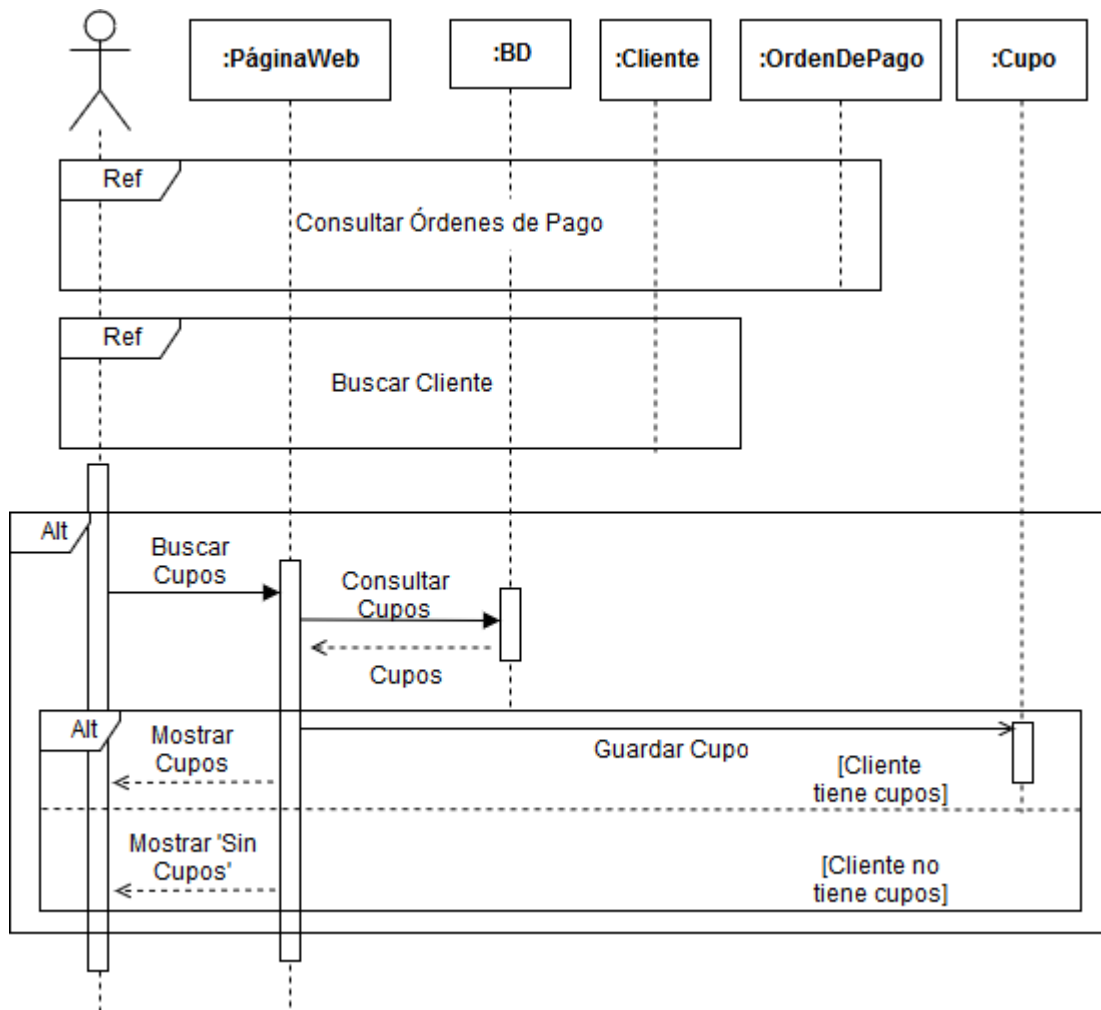 :PáginaWeb
:BD
:Cliente
:OrdenDePago
:Cupo
Ref
Consultar Órdenes de Pago
Ref
Buscar Cliente
Alt
Buscar
Cupos
Consultar
Cupos
Cupos
Alt
Mostrar
Cupos
Guardar Cupo
[Cliente
tiene cupos]
Mostrar 'Sin
Cupos'
[Cliente no
tiene cupos]